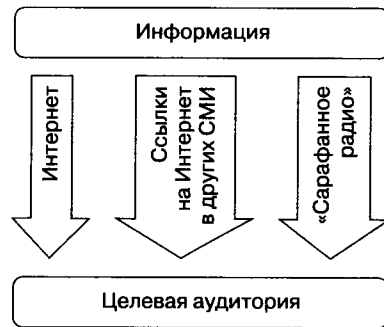 Информация
Интернет
Ссылки
на Интернет
в других СМИ
«Сарафанное
радио»
Целевая аудитория